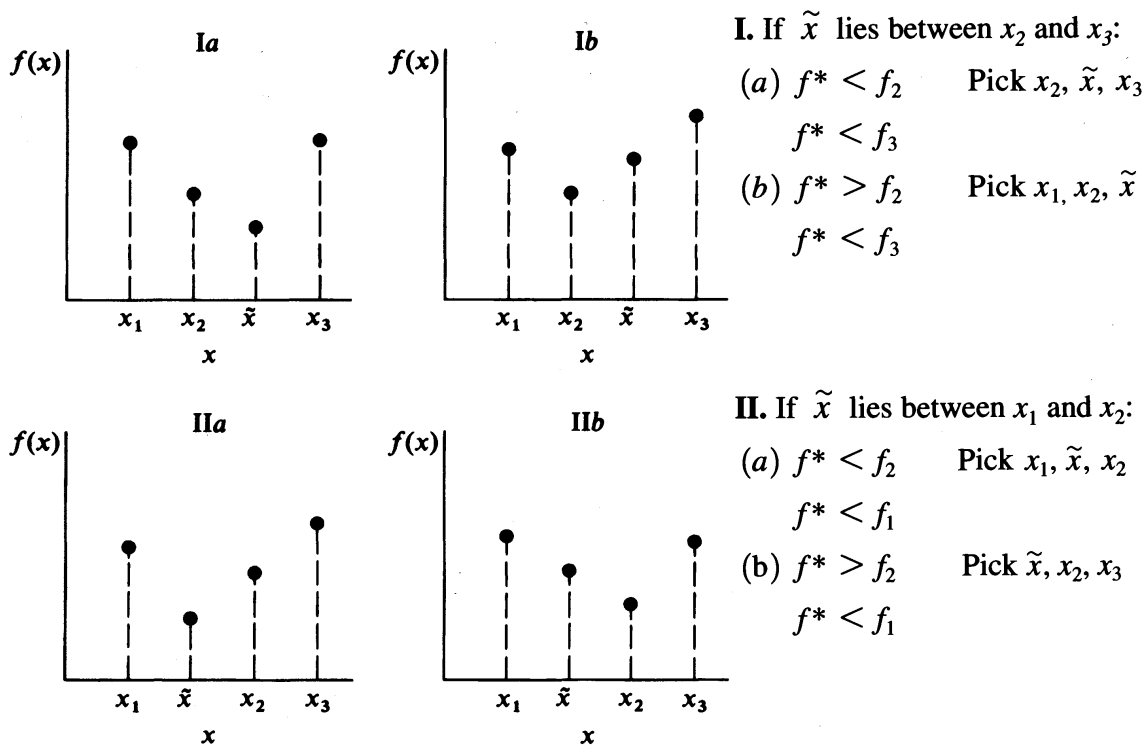 Ia
f(x)
x₁ x₂ x̃ x₃
x
Ib
f(x)
x₁ x₂ x̃ x₃
x
I. If x̃ lies between x₂ and x₃:
(a) f* < f₂ Pick x₂, x̃, x₃
f* < f₃
(b) f* > f₂ Pick x₁, x₂, x̃
f* < f₃
IIa
f(x)
x₁ x̃ x₂ x₃
x
IIb
f(x)
x₁ x̃ x₂ x₃
x
II. If x̃ lies between x₁ and x₂:
(a) f* < f₂ Pick x₁, x̃, x₂
f* < f₁
(b) f* > f₂ Pick x̃, x₂, x₃
f* < f₁